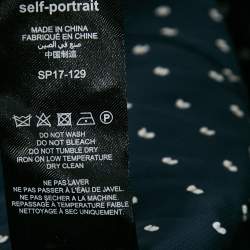 self-portrait
MADE IN CHINA
FABRIQUÉ EN CHINE
صنع في الصين
中国制造
SP17-129
DO NOT WASH
DO NOT BLEACH
DO NOT TUMBLE DRY
IRON ON LOW TEMPERATURE
DRY CLEAN
NE PAS LAVER
NE PAS UTILISER À L'EAU DE JAVEL.
NE PAS SÉCHER À LA MACHINE
REPASSAGE À TEMPÉRATURE FAIBLE
NETTOYAGE À SEC UNIQUEMENT.